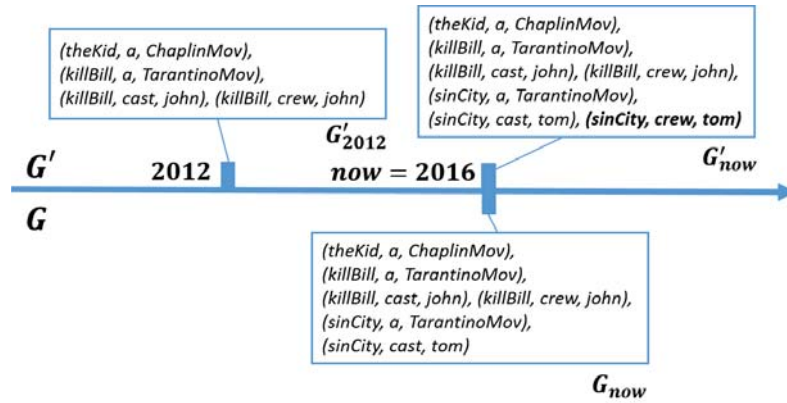 (theKid, a, ChaplinMov),
(killBill, a, TarantinoMov),
(killBill, cast, john), (killBill, crew, john)
G′2012
(theKid, a, ChaplinMov),
(killBill, a, TarantinoMov),
(killBill, cast, john), (killBill, crew, john),
(sinCity, a, TarantinoMov),
(sinCity, cast, tom), (sinCity, crew, tom)
G′now
G′ 2012 now = 2016
G
(theKid, a, ChaplinMov),
(killBill, a, TarantinoMov),
(killBill, cast, john), (killBill, crew, john),
(sinCity, a, TarantinoMov),
(sinCity, cast, tom)
Gnow